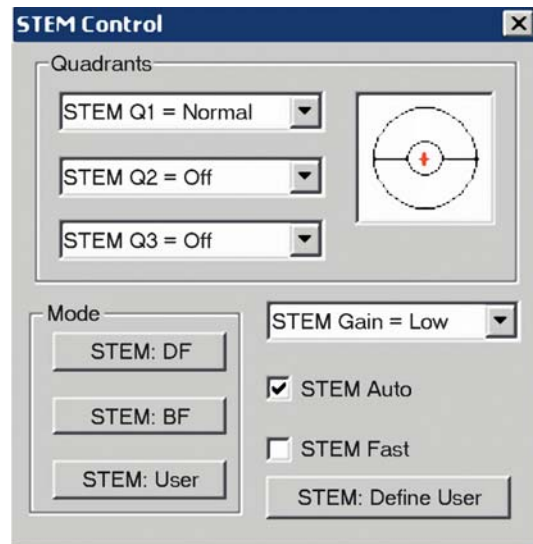 STEM Control
Quadrants
STEM Q1 = Normal
STEM Q2 = Off
STEM Q3 = Off
Mode
STEM: DF
STEM: BF
STEM: User
STEM Gain = Low
STEM Auto
STEM Fast
STEM: Define User